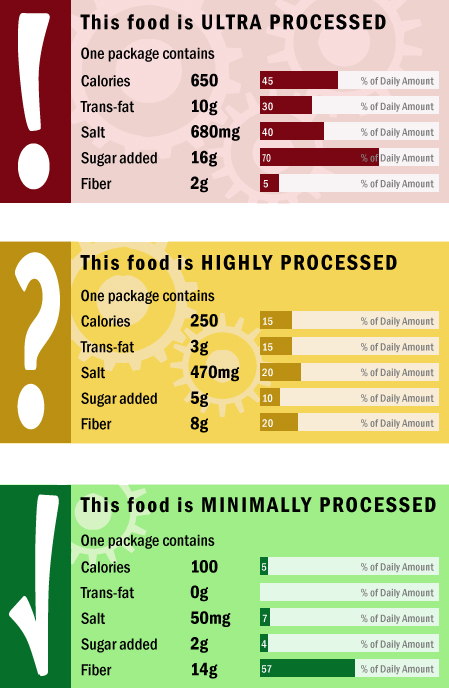 This food is ULTRA PROCESSED
One package contains
Calories 650 45 % of Daily Amount
Trans-fat 10g 30 % of Daily Amount
Salt 680mg 40 % of Daily Amount
Sugar added 16g 70 % of Daily Amount
Fiber 2g 5 % of Daily Amount
This food is HIGHLY PROCESSED
One package contains
Calories 250 15 % of Daily Amount
Trans-fat 3g 15 % of Daily Amount
Salt 470mg 20 % of Daily Amount
Sugar added 5g 10 % of Daily Amount
Fiber 8g 20 % of Daily Amount
This food is MINIMALLY PROCESSED
One package contains
Calories 100 5 % of Daily Amount
Trans-fat 0g % of Daily Amount
Salt 50mg 7 % of Daily Amount
Sugar added 2g 4 % of Daily Amount
Fiber 14g 57 % of Daily Amount